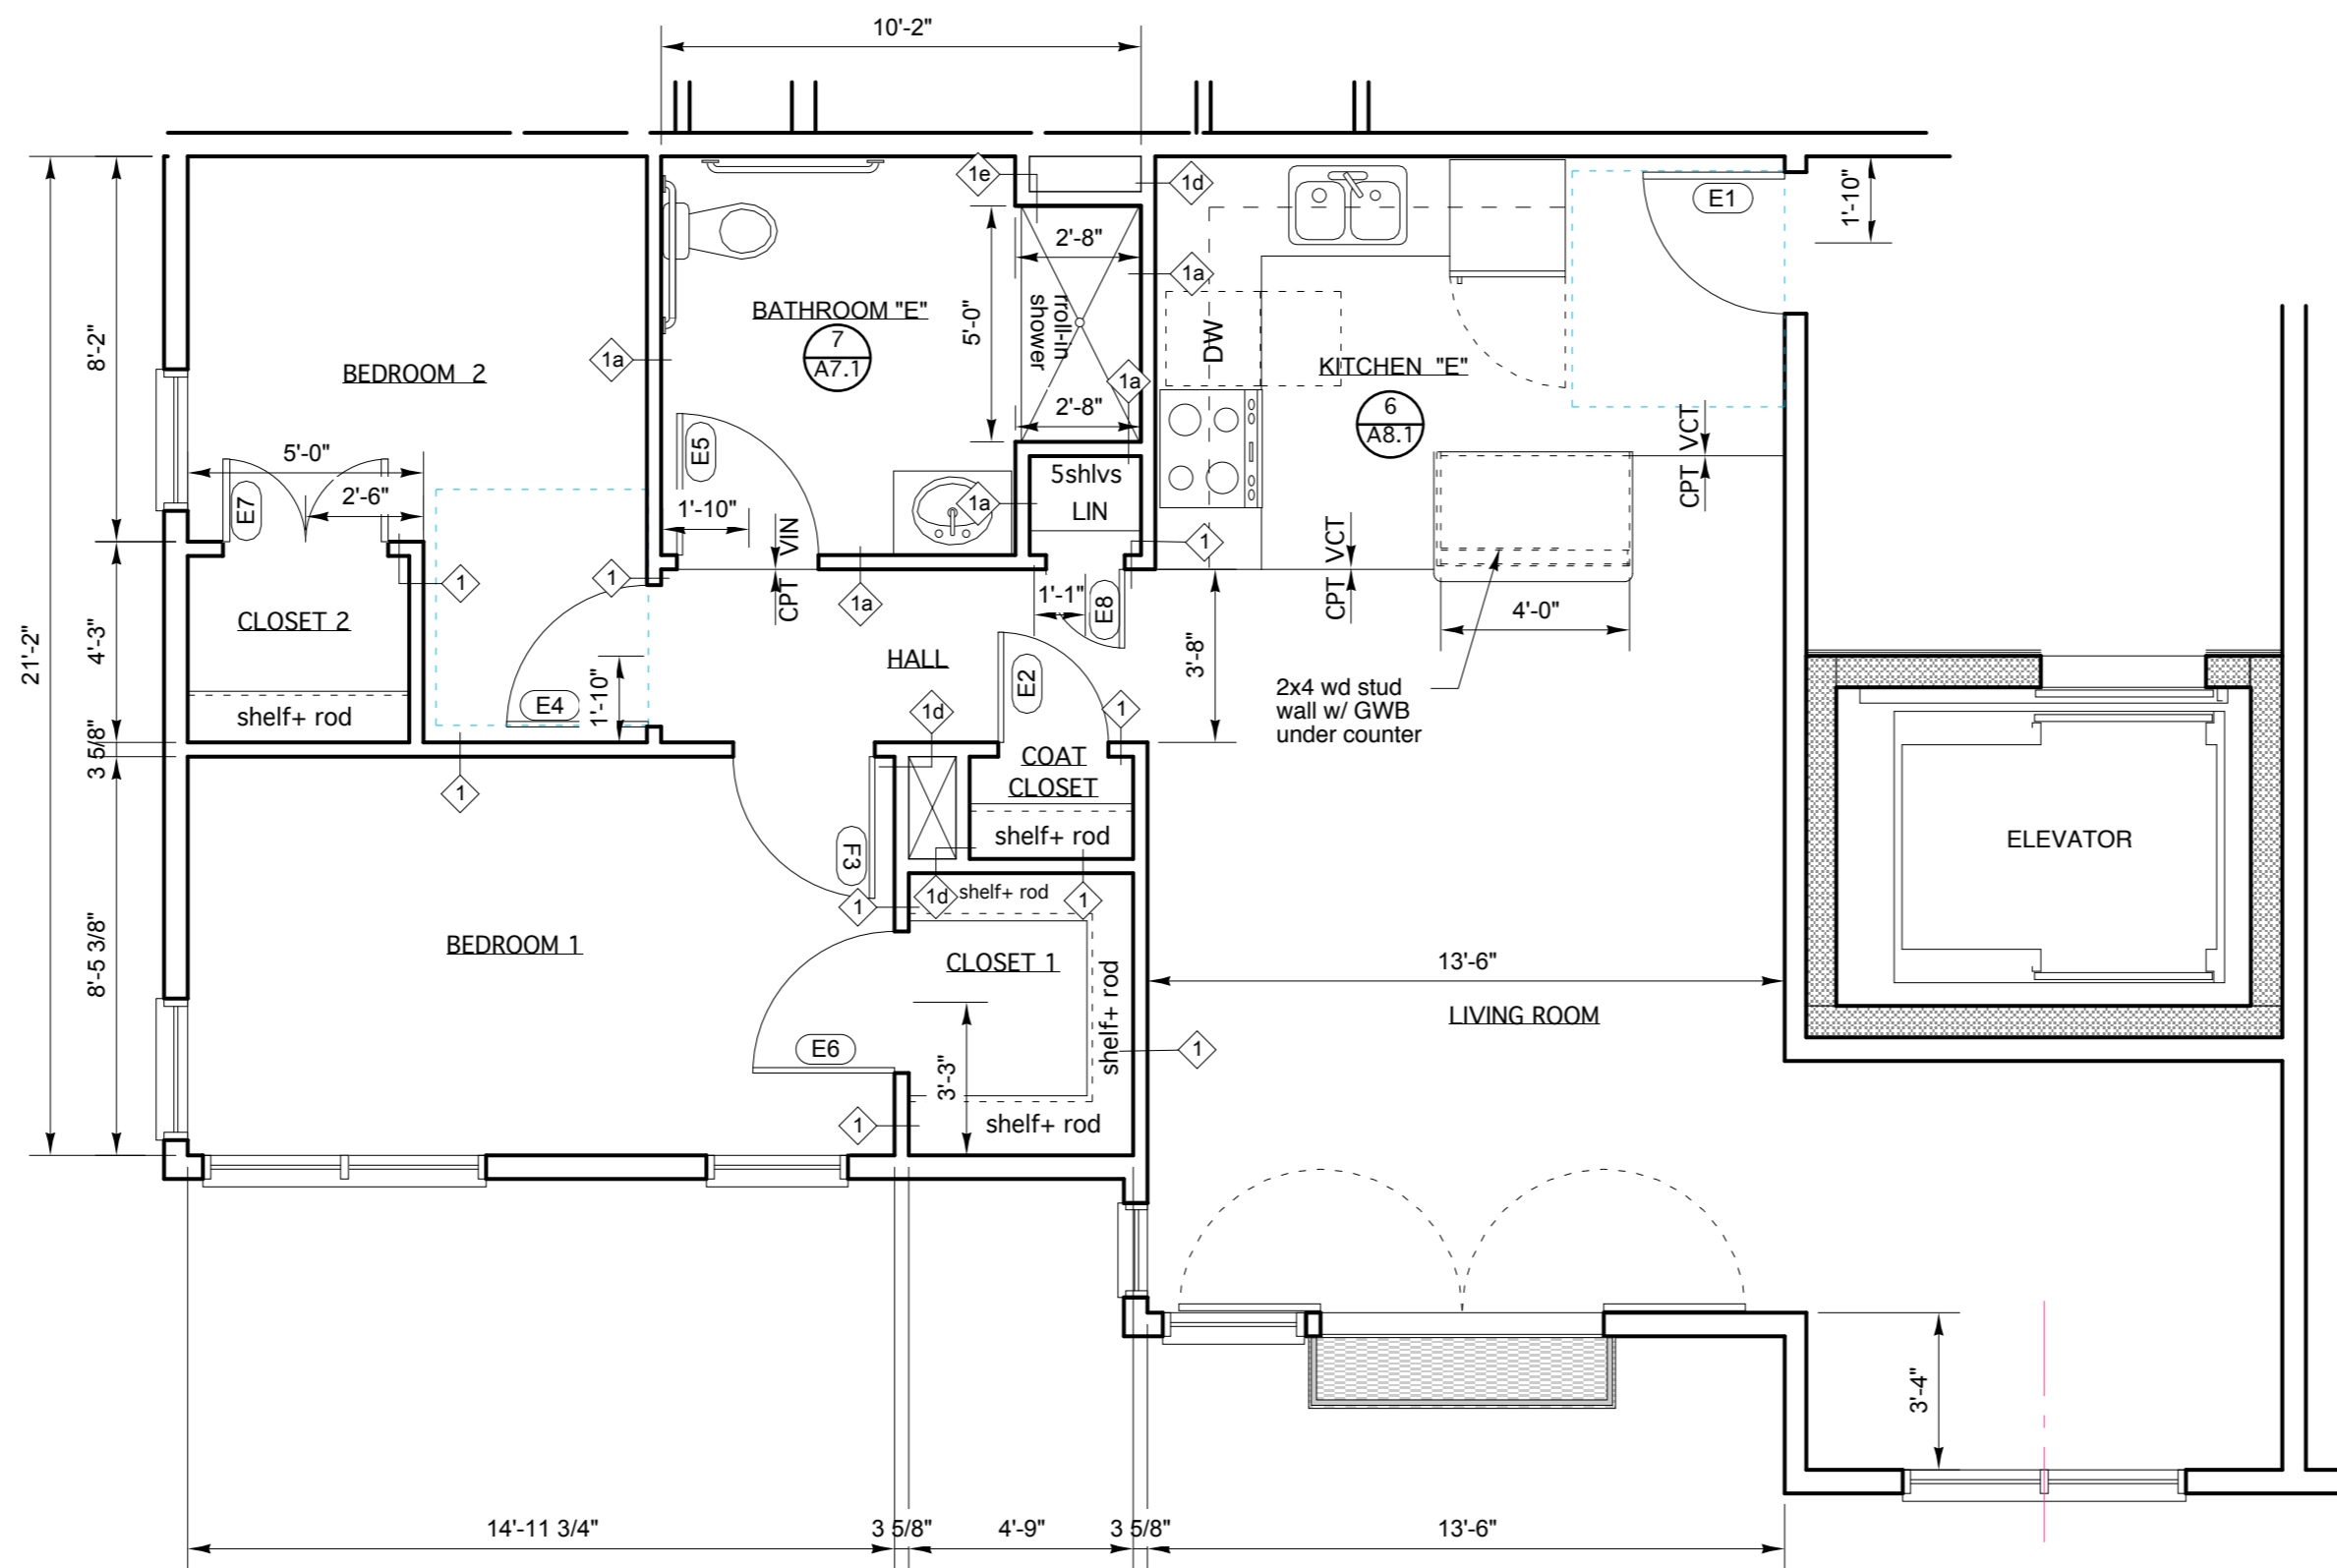 10'-2"
1e
1d
E1
1'-10"
2'-8"
1a
5'-0"
rroll-in
shower
BATHROOM "E"
7
A7.1
8'-2"
1a
BEDROOM 2
DW
KITCHEN "E"
6
A8.1
1a
2'-8"
VCT
CPT
5'-0"
E7
2'-6"
E5
1'-10"
1a
5shlvs
LIN
VIN
CPT
VCT
CPT
1
1
1
1a
1'-1"
E8
4'-0"
CLOSET 2
21'-2"
4'-3"
HALL
3'-8"
E2
2x4 wd stud
wall w/ GWB
under counter
shelf+ rod
E4
1'-10"
1d
1
3 5/8"
COAT
CLOSET
1
shelf+ rod
ELEVATOR
F3
1
1d
shelf+ rod
1
8'-5 3/8"
BEDROOM 1
CLOSET 1
shelf+ rod
13'-6"
LIVING ROOM
E6
1
3'-3"
1
shelf+ rod
3'-4"
14'-11 3/4"
3 5/8"
4'-9"
3 5/8"
13'-6"